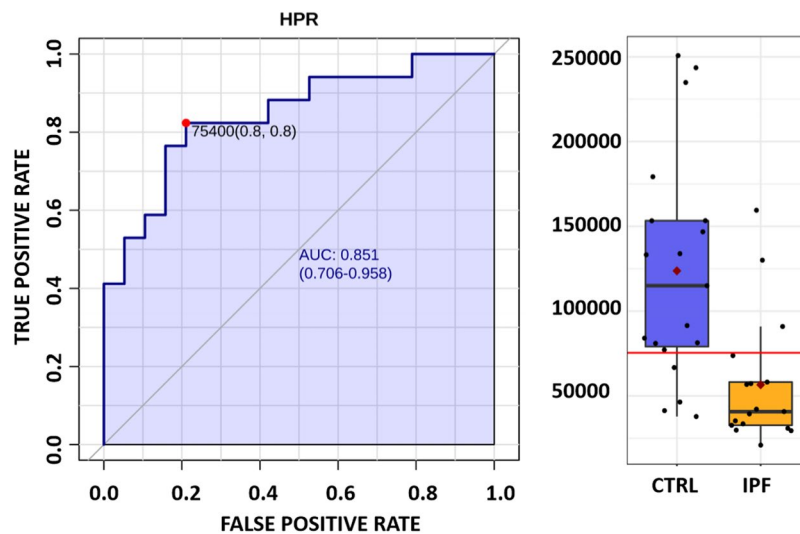 HPR
TRUE POSITIVE RATE
1.0
0.8
0.6
0.4
0.2
0.0
75400(0.8, 0.8)
AUC: 0.851
(0.706-0.958)
0.0 0.2 0.4 0.6 0.8 1.0
FALSE POSITIVE RATE
250000
200000
150000
100000
50000
CTRL IPF